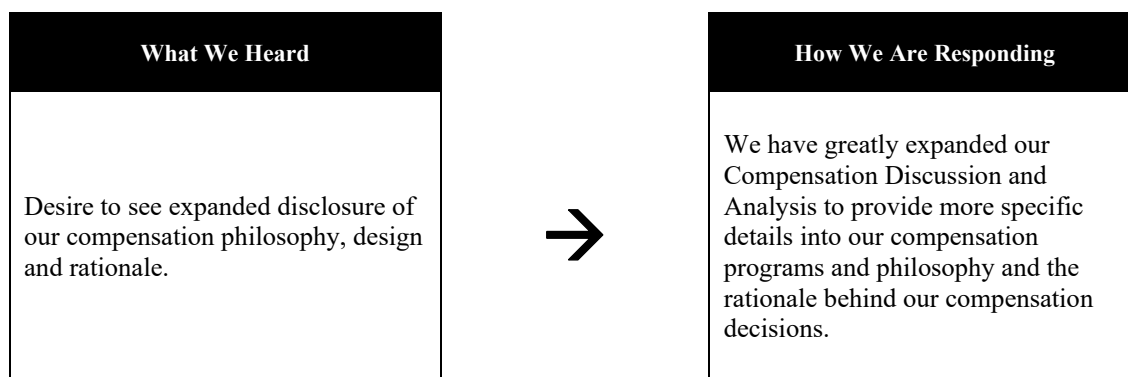 What We Heard
How We Are Responding
Desire to see expanded disclosure of
our compensation philosophy, design
and rationale.
We have greatly expanded our
Compensation Discussion and
Analysis to provide more specific
details into our compensation
programs and philosophy and the
rationale behind our compensation
decisions.